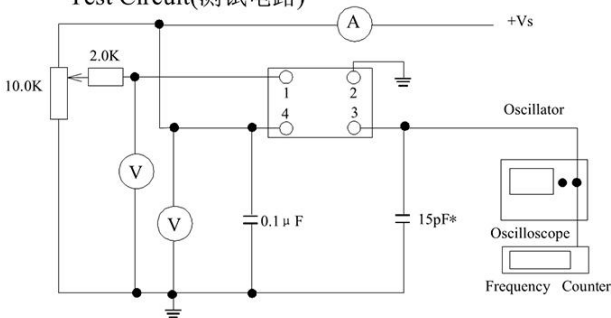 Test Circuit(测试电路)
A
+Vs
2.0K
10.0K
1
2
4
3
Oscillator
V
V
0.1μF
15pF*
Oscilloscope
Frequency Counter